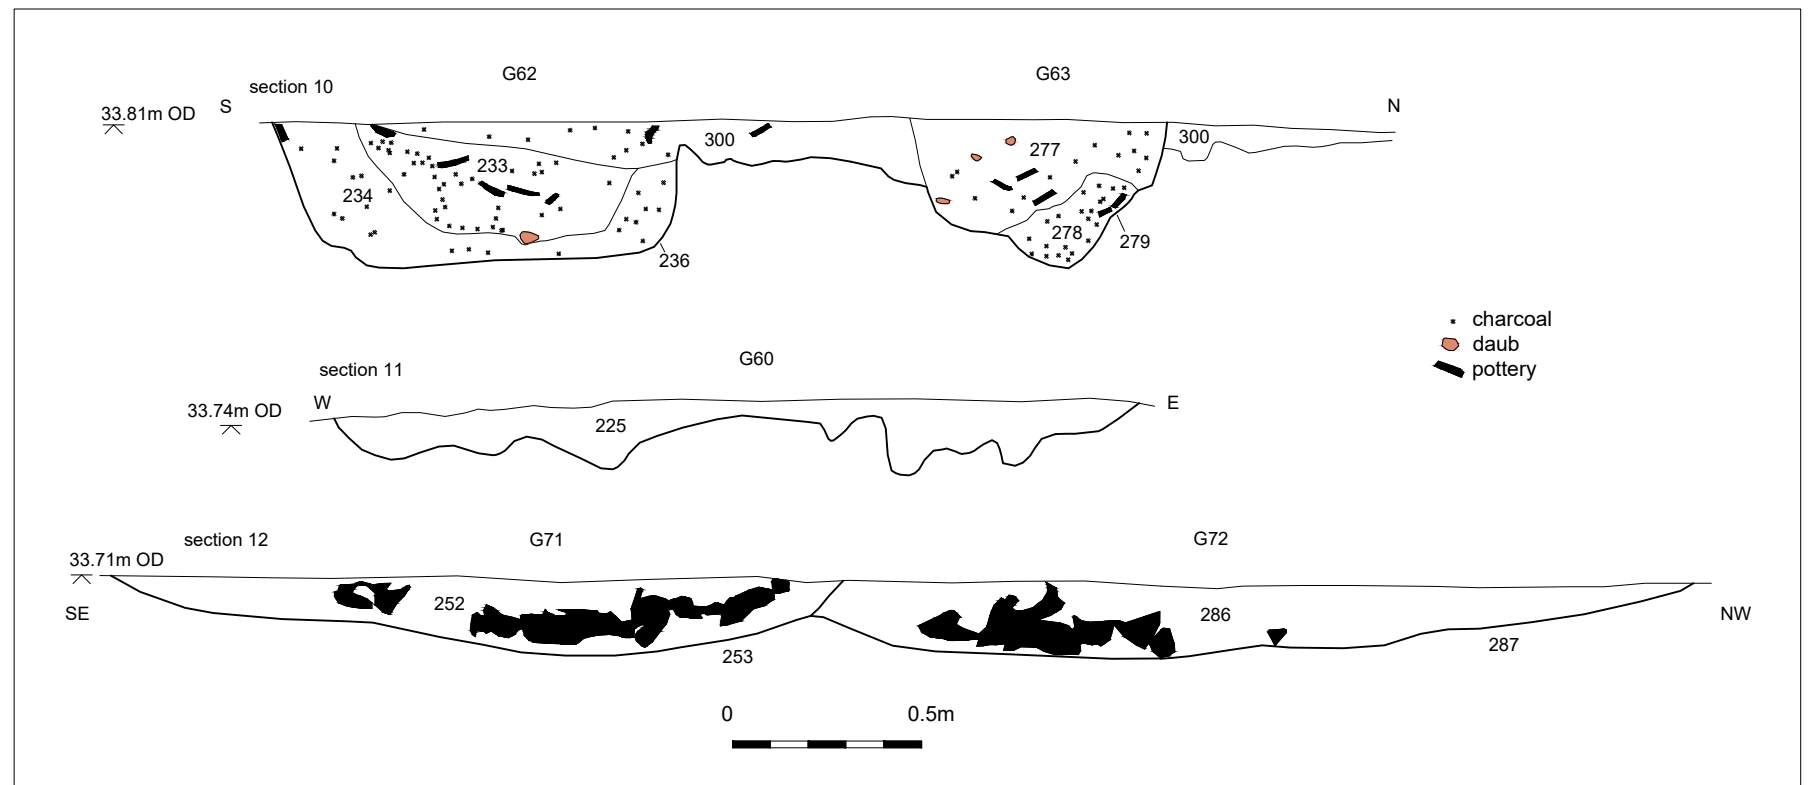 G62
G63
section 10
S
N
33.81m OD
300
300
277
233
234
278
279
236
charcoal
daub
pottery
G60
section 11
W
E
33.74m OD
225
section 12
G71
G72
33.71m OD
252
286
SE
NW
253
287
0
0.5m